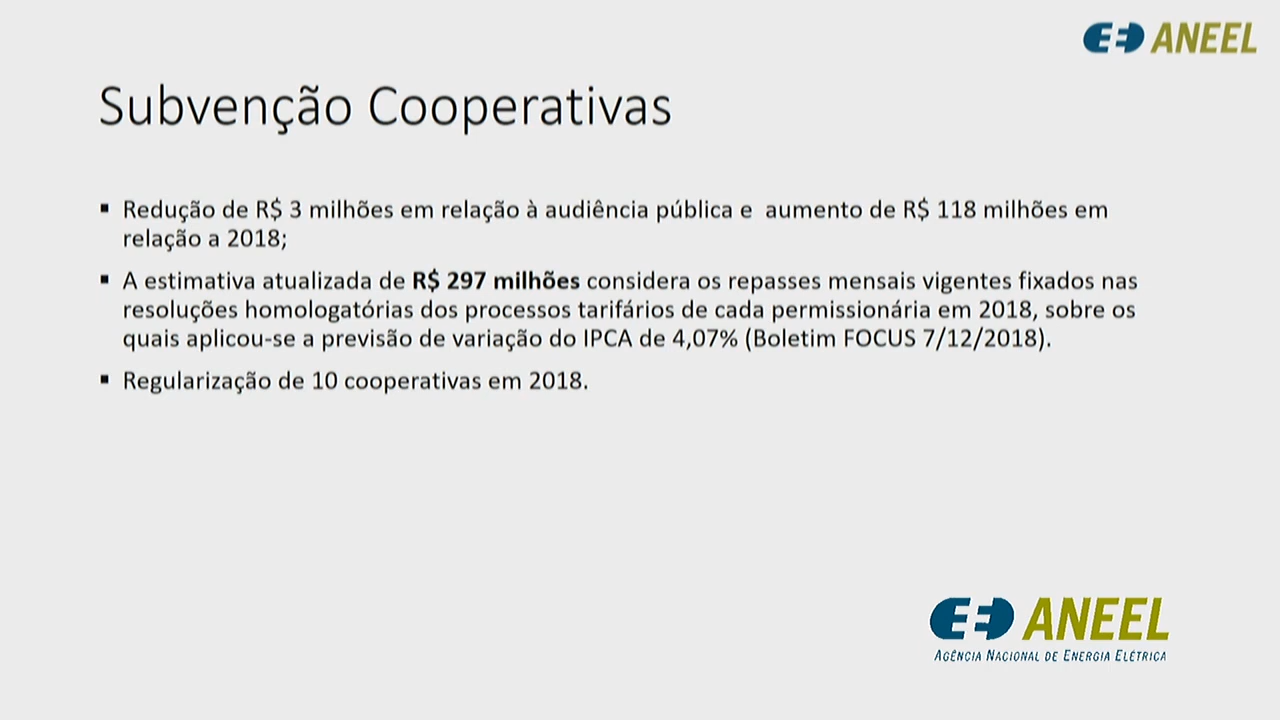 ANEEL
Subvenção Cooperativas
▪ Redução de R$ 3 milhões em relação à audiência pública e aumento de R$ 118 milhões em
relação a 2018;
▪ A estimativa atualizada de R$ 297 milhões considera os repasses mensais vigentes fixados nas
resoluções homologatórias dos processos tarifários de cada permissionária em 2018, sobre os
quais aplicou-se a previsão de variação do IPCA de 4,07% (Boletim FOCUS 7/12/2018).
▪ Regularização de 10 cooperativas em 2018.
ANEEL
AGÊNCIA NACIONAL DE ENERGIA ELÉTRICA